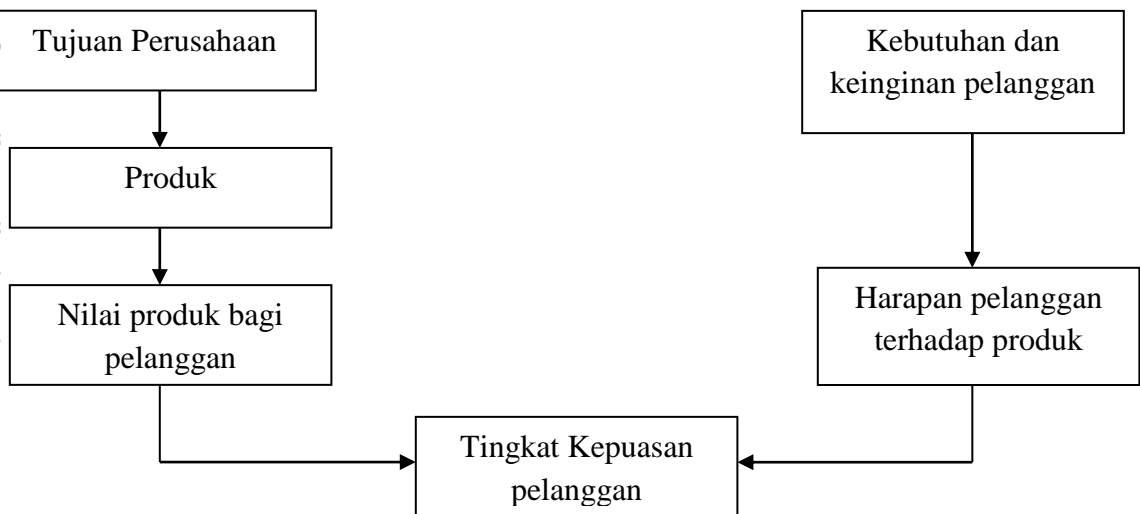 Tujuan Perusahaan
Kebutuhan dan
keinginan pelanggan
Produk
Nilai produk bagi
pelanggan
Harapan pelanggan
terhadap produk
Tingkat Kepuasan
pelanggan